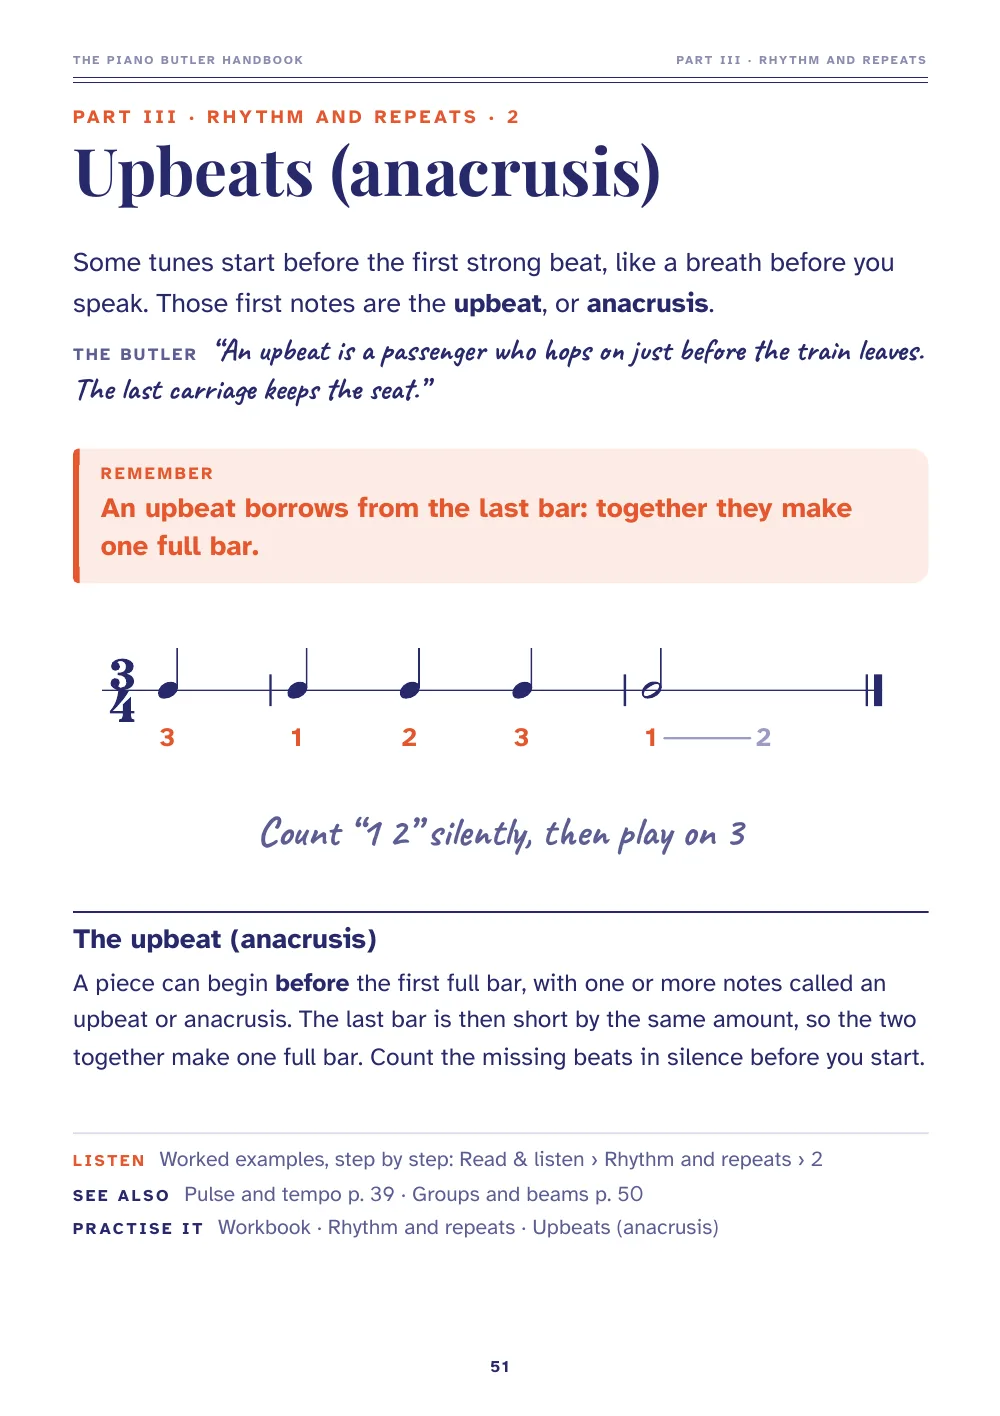 THE PIANO BUTLER HANDBOOK
PART III · RHYTHM AND REPEATS
PART III · RHYTHM AND REPEATS · 2
Upbeats (anacrusis)
Some tunes start before the first strong beat, like a breath before you
speak. Those first notes are the upbeat, or anacrusis.
THE BUTLER “An upbeat is a passenger who hops on just before the train leaves.
The last carriage keeps the seat.”
REMEMBER
An upbeat borrows from the last bar: together they make
one full bar.
3
4
3 1 2 3 1 2
Count “1 2” silently, then play on 3
The upbeat (anacrusis)
A piece can begin before the first full bar, with one or more notes called an
upbeat or anacrusis. The last bar is then short by the same amount, so the two
together make one full bar. Count the missing beats in silence before you start.
LISTEN Worked examples, step by step: Read & listen › Rhythm and repeats › 2
SEE ALSO Pulse and tempo p. 39 · Groups and beams p. 50
PRACTISE IT Workbook · Rhythm and repeats · Upbeats (anacrusis)
51